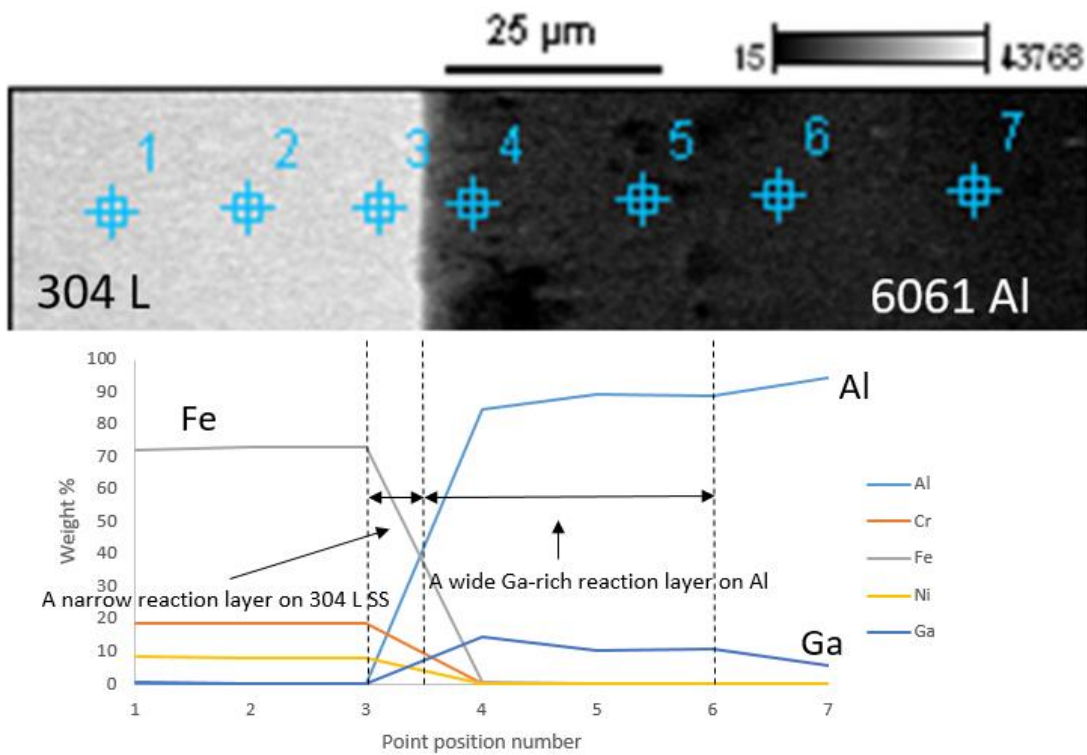 25 µm
15 43768
1 2 3 4 5 6 7
304 L 6061 Al
100
90
80
70
60
50
40
30
20
10
0
Weight %
Fe
Al
Ga
A narrow reaction layer on 304 L SS
A wide Ga-rich reaction layer on Al
Al
Cr
Fe
Ni
Ga
1 2 3 4 5 6 7
Point position number